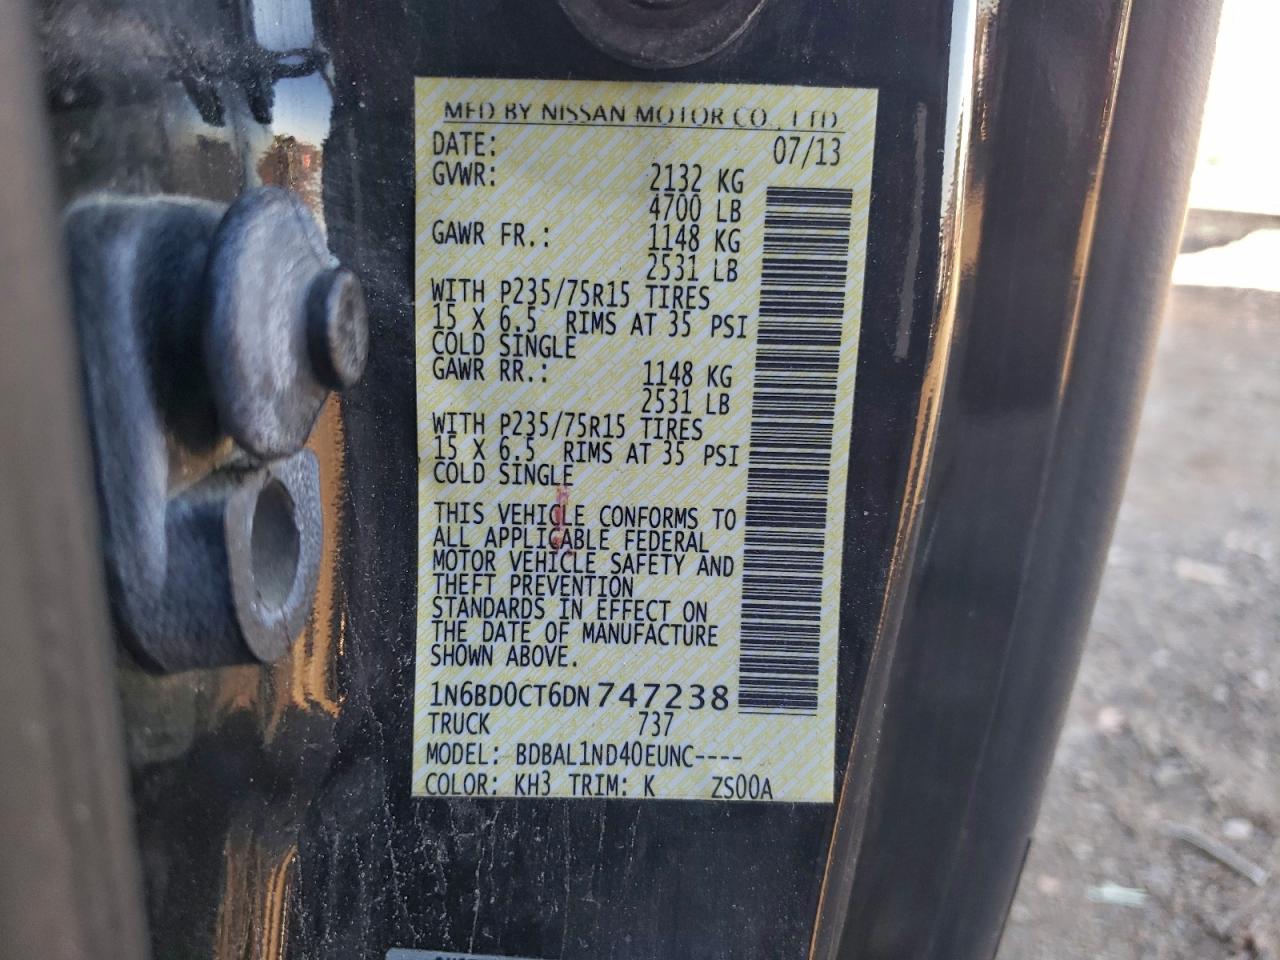 MFD BY NISSAN MOTOR CO., LTD
DATE: 07/13
GVWR: 2132 KG
4700 LB
GAWR FR.: 1148 KG
2531 LB
WITH P235/75R15 TIRES
15 X 6.5 RIMS AT 35 PSI
COLD SINGLE
GAWR RR.: 1148 KG
2531 LB
WITH P235/75R15 TIRES
15 X 6.5 RIMS AT 35 PSI
COLD SINGLE
THIS VEHICLE CONFORMS TO
ALL APPLICABLE FEDERAL
MOTOR VEHICLE SAFETY AND
THEFT PREVENTION
STANDARDS IN EFFECT ON
THE DATE OF MANUFACTURE
SHOWN ABOVE.
1N6BD0CT6DN747238
TRUCK 737
MODEL: BDBAL1ND40EUNC----
COLOR: KH3 TRIM: K ZS00A